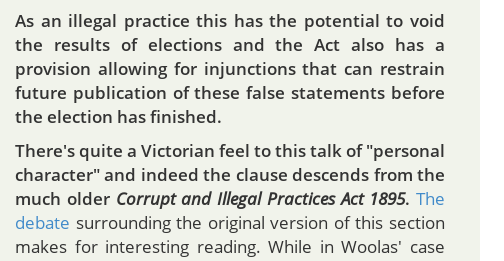 As an illegal practice this has the potential to void
the results of elections and the Act also has a
provision allowing for injunctions that can restrain
future publication of these false statements before
the election has finished.
There's quite a Victorian feel to this talk of "personal
character" and indeed the clause descends from the
much older Corrupt and Illegal Practices Act 1895. The
debate surrounding the original version of this section
makes for interesting reading. While in Woolas' case